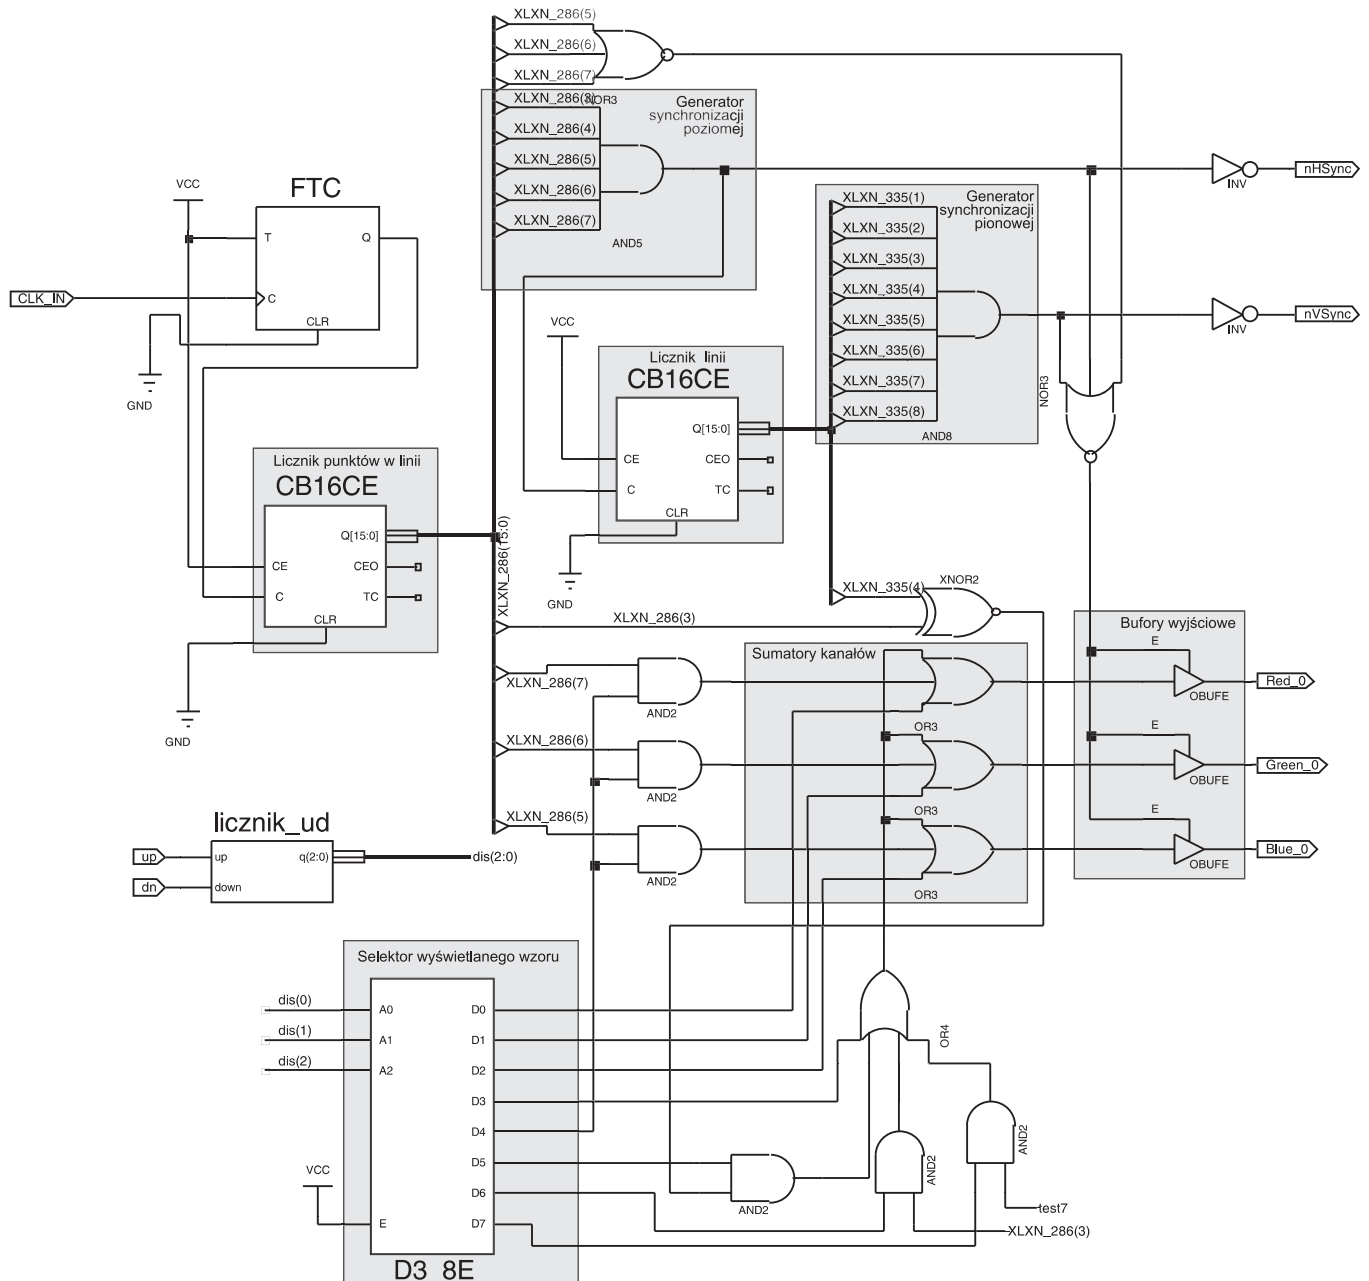 XLXN_286(5)
XLXN_286(6)
XLXN_286(7)
NOR3
XLXN_286(3)
XLXN_286(4)
XLXN_286(5)
XLXN_286(6)
XLXN_286(7)
AND5
Generator
synchronizacji
poziomej
INV
nHSync
VCC
FTC
T
Q
C
CLR
CLK_IN
GND
Generator
synchronizacji
pionowej
XLXN_335(1)
XLXN_335(2)
XLXN_335(3)
XLXN_335(4)
XLXN_335(5)
XLXN_335(6)
XLXN_335(7)
XLXN_335(8)
AND8
INV
nVSync
NOR3
VCC
Licznik linii
CB16CE
Q[15:0]
CE
CEO
C
TC
CLR
GND
Licznik punktów w linii
CB16CE
Q[15:0]
CE
CEO
C
TC
CLR
GND
XLXN_286(15:0)
XLXN_335(4)
XNOR2
XLXN_286(3)
XLXN_286(7)
AND2
XLXN_286(6)
AND2
XLXN_286(5)
AND2
Sumatory kanałów
OR3
OR3
OR3
Bufory wyjściowe
E
OBUFE
Red_0
E
OBUFE
Green_0
E
OBUFE
Blue_0
licznik_ud
up
up
q(2:0)
dis(2:0)
dn
down
Selektor wyświetlanego wzoru
dis(0)
A0
D0
dis(1)
A1
D1
dis(2)
A2
D2
D3
D4
D5
D6
D7
VCC
E
D3_8E
OR4
AND2
AND2
AND2
test7
XLXN_286(3)